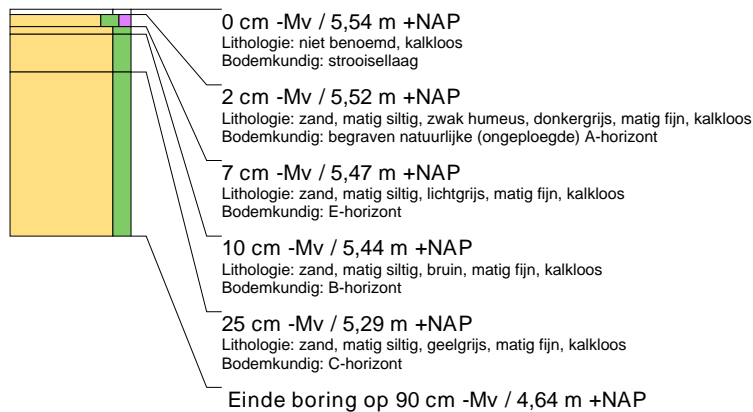 0 cm -Mv / 5,54 m +NAP
Lithologie: niet benoemd, kalkloos
Bodemkundig: strooisellaag
2 cm -Mv / 5,52 m +NAP
Lithologie: zand, matig siltig, zwak humeus, donkergrijs, matig fijn, kalkloos
Bodemkundig: begraven natuurlijke (ongeploegde) A-horizont
7 cm -Mv / 5,47 m +NAP
Lithologie: zand, matig siltig, lichtgrijs, matig fijn, kalkloos
Bodemkundig: E-horizont
10 cm -Mv / 5,44 m +NAP
Lithologie: zand, matig siltig, bruin, matig fijn, kalkloos
Bodemkundig: B-horizont
25 cm -Mv / 5,29 m +NAP
Lithologie: zand, matig siltig, geelgrijs, matig fijn, kalkloos
Bodemkundig: C-horizont
Einde boring op 90 cm -Mv / 4,64 m +NAP